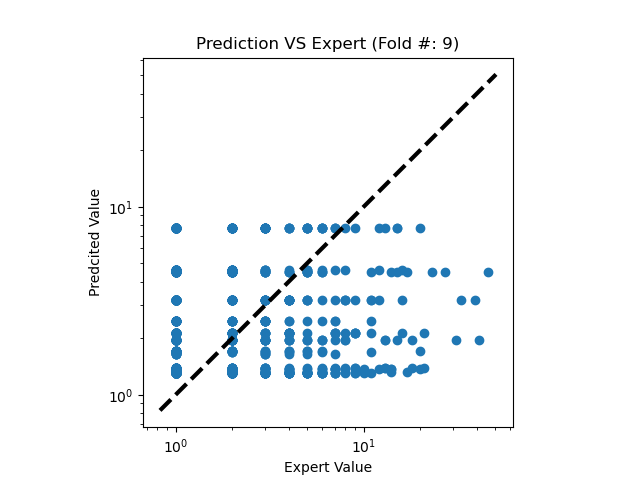 Prediction VS Expert (Fold #: 9)
10¹
10⁰
Predcited Value
10⁰ 10¹
Expert Value